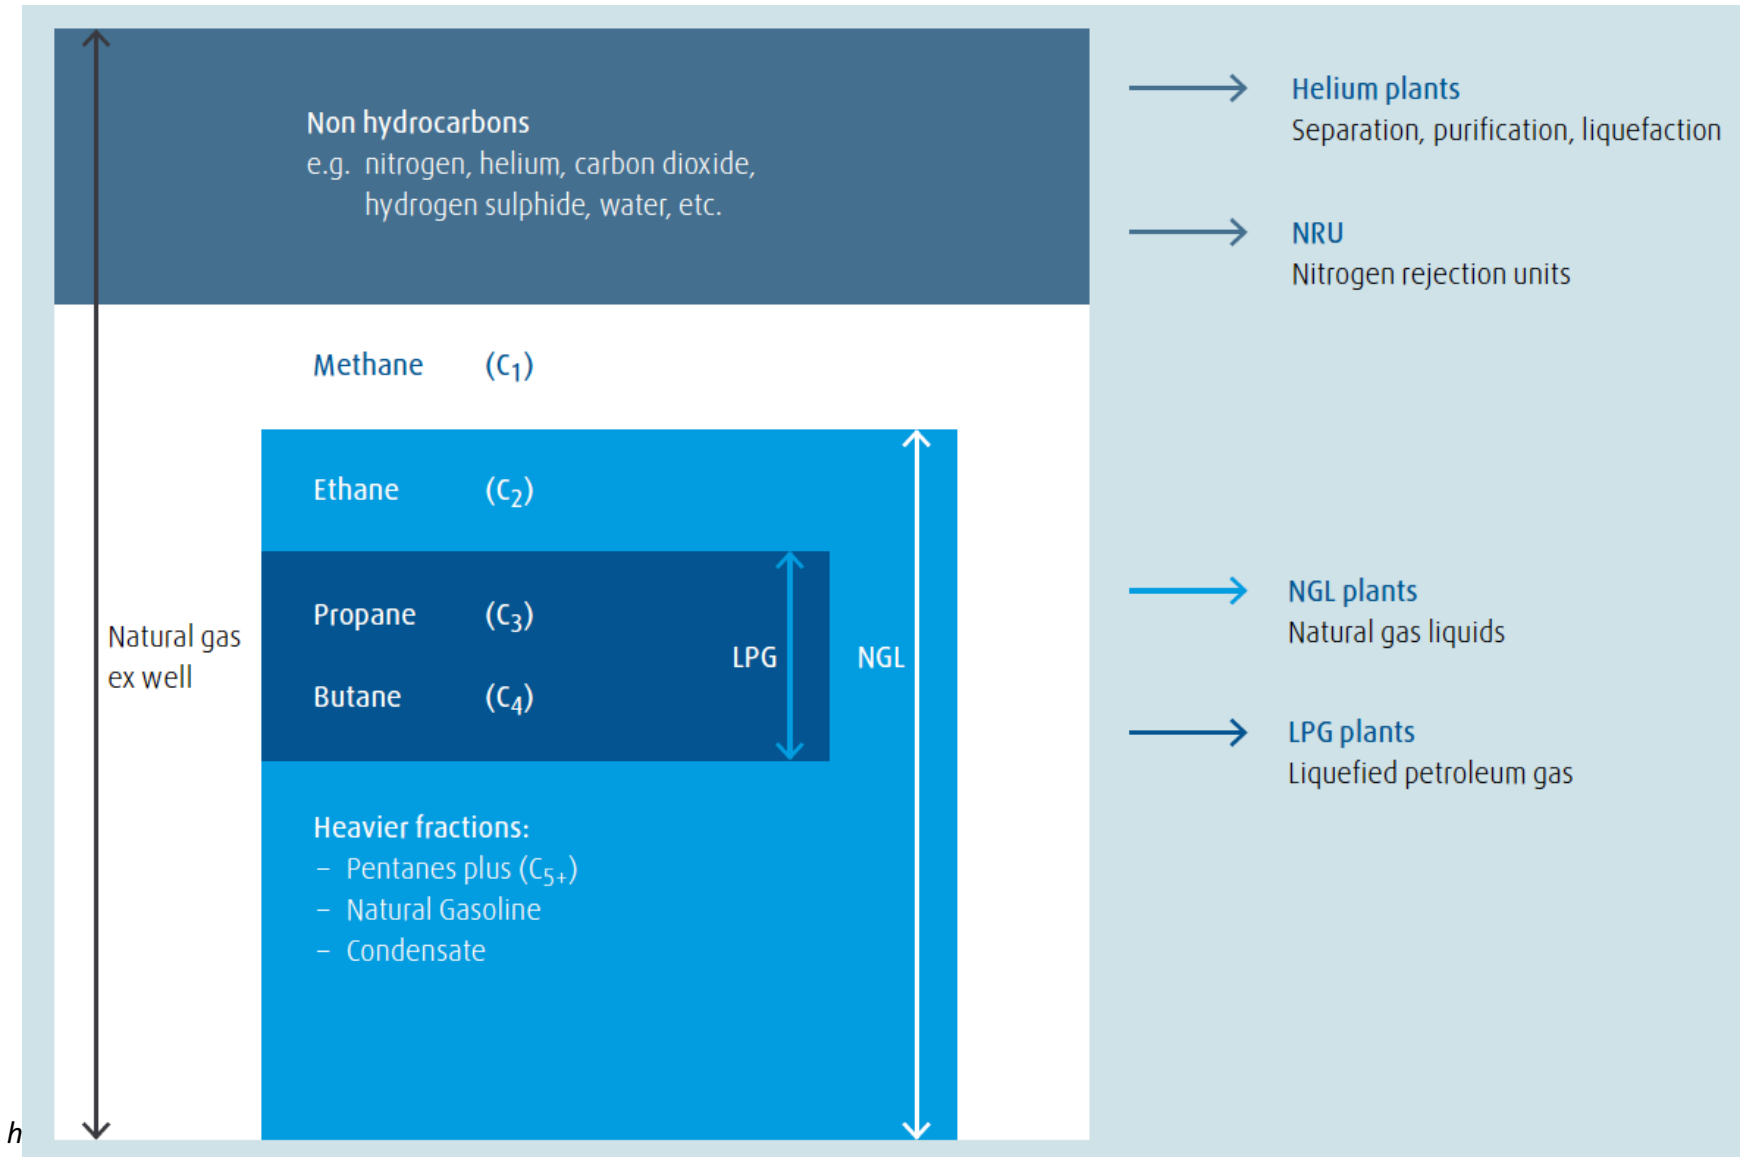 Non hydrocarbons
e.g. nitrogen, helium, carbon dioxide,
hydrogen sulphide, water, etc.
Methane (C₁)
Ethane (C₂)
Propane (C₃)
Butane (C₄)
LPG
NGL
Natural gas
ex well
Heavier fractions:
– Pentanes plus (C₅₊)
– Natural Gasoline
– Condensate
Helium plants
Separation, purification, liquefaction
NRU
Nitrogen rejection units
NGL plants
Natural gas liquids
LPG plants
Liquefied petroleum gas
h